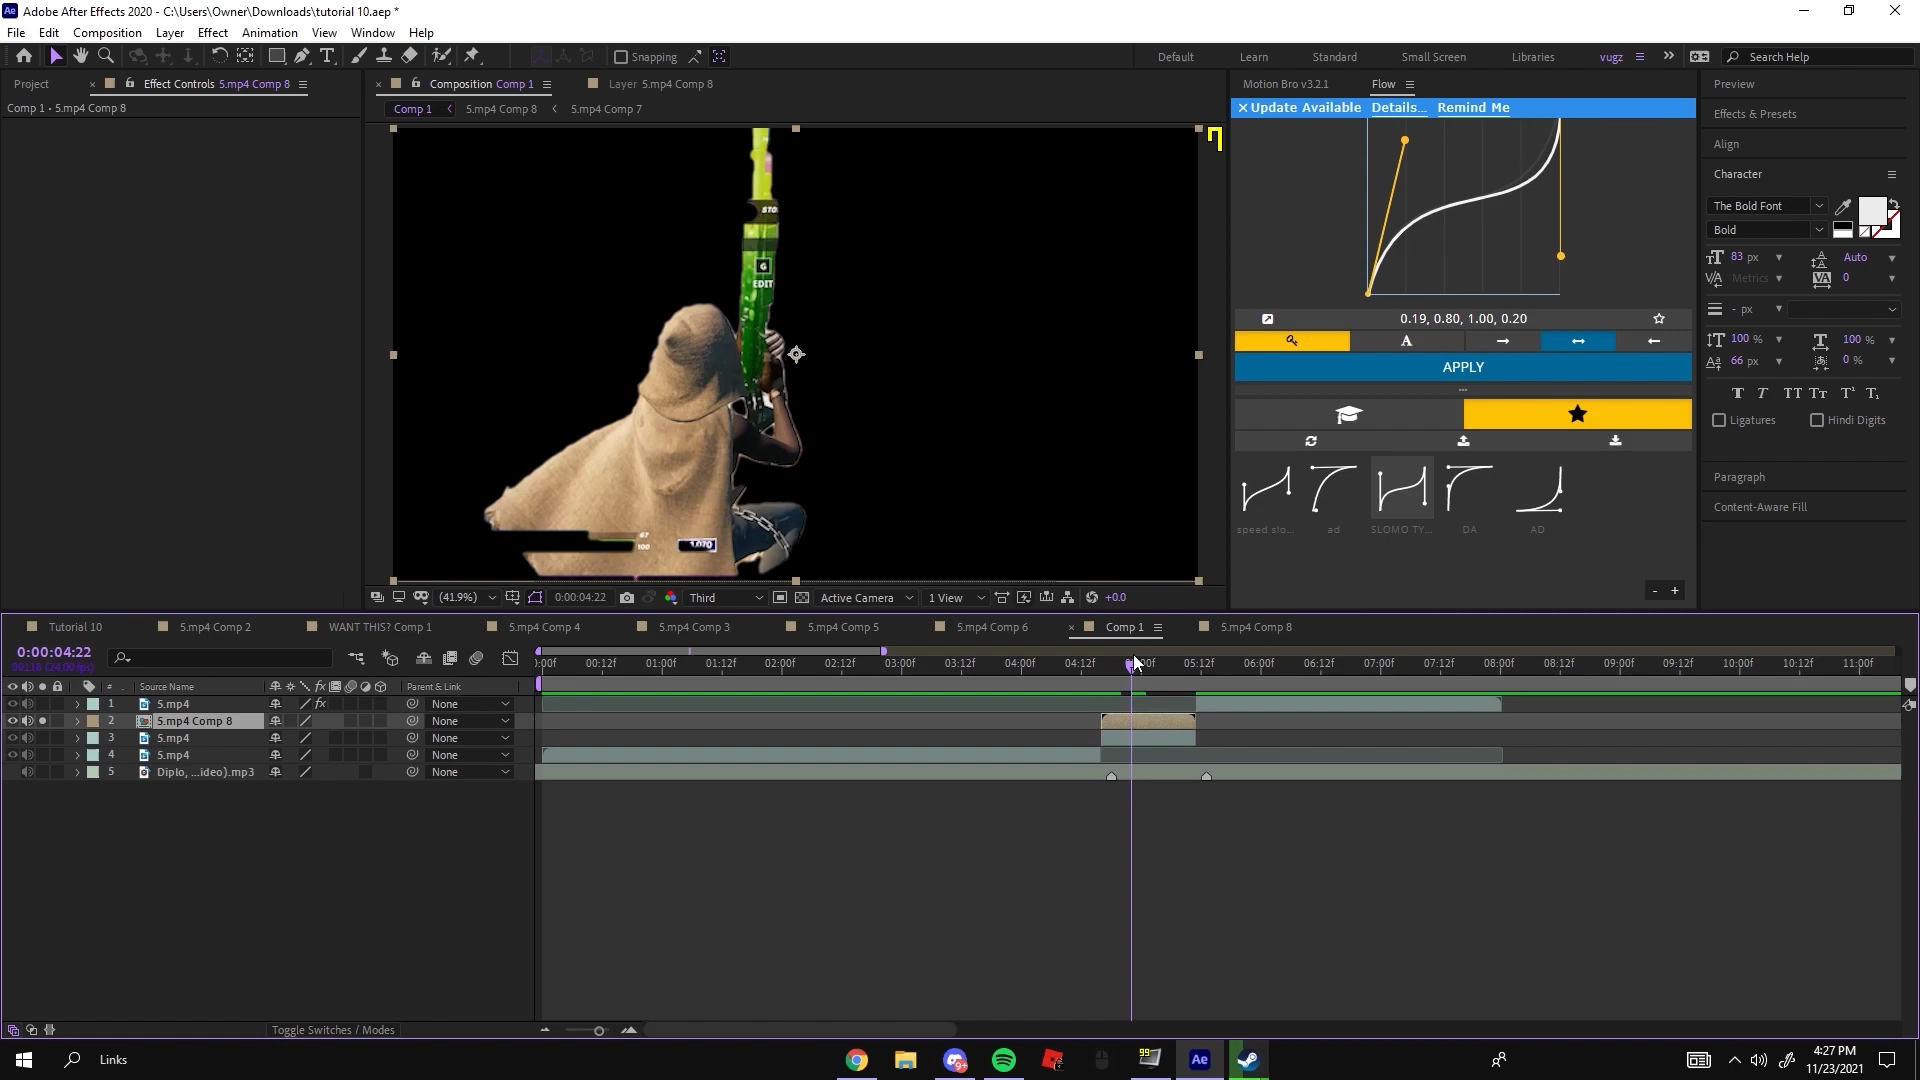 Adobe After Effects 2020 - C:\Users\Owner\Downloads\tutorial 10.aep *
File Edit Composition Layer Effect Animation View Window Help
Snapping
Default Learn Standard Small Screen Libraries vugz Search Help
Project Effect Controls 5.mp4 Comp 8
Comp 1 • 5.mp4 Comp 8
Composition Comp 1 Layer 5.mp4 Comp 8
Comp 1 5.mp4 Comp 8 5.mp4 Comp 7
G
EDIT
67
100
1,070
(41.9%) 0:00:04:22 Third Active Camera 1 View +0.0
Motion Bro v3.2.1 Flow
Update Available Details... Remind Me
0.19, 0.80, 1.00, 0.20
A
APPLY
speed slo... ad SLOMO TY... DA AD
- +
Preview
Effects & Presets
Align
Character
The Bold Font
Bold
83 px Auto
Metrics 0
- px
100 % 100 %
66 px 0 %
Ligatures Hindi Digits
Paragraph
Content-Aware Fill
Tutorial 10 5.mp4 Comp 2 WANT THIS? Comp 1 5.mp4 Comp 4 5.mp4 Comp 3 5.mp4 Comp 5 5.mp4 Comp 6 Comp 1 5.mp4 Comp 8
0:00:04:22
00118 (24.00 fps)
00:12f 01:00f 01:12f 02:00f 02:12f 03:00f 03:12f 04:00f 04:12f 05:12f 06:00f 06:12f 07:00f 07:12f 08:00f 08:12f 09:00f 09:12f 10:00f 10:12f 11:00f
# Source Name Parent & Link
1 5.mp4 None
2 5.mp4 Comp 8 None
3 5.mp4 None
4 5.mp4 None
5 Diplo, ...ideo).mp3 None
Toggle Switches / Modes
Links
4:27 PM
11/23/2021